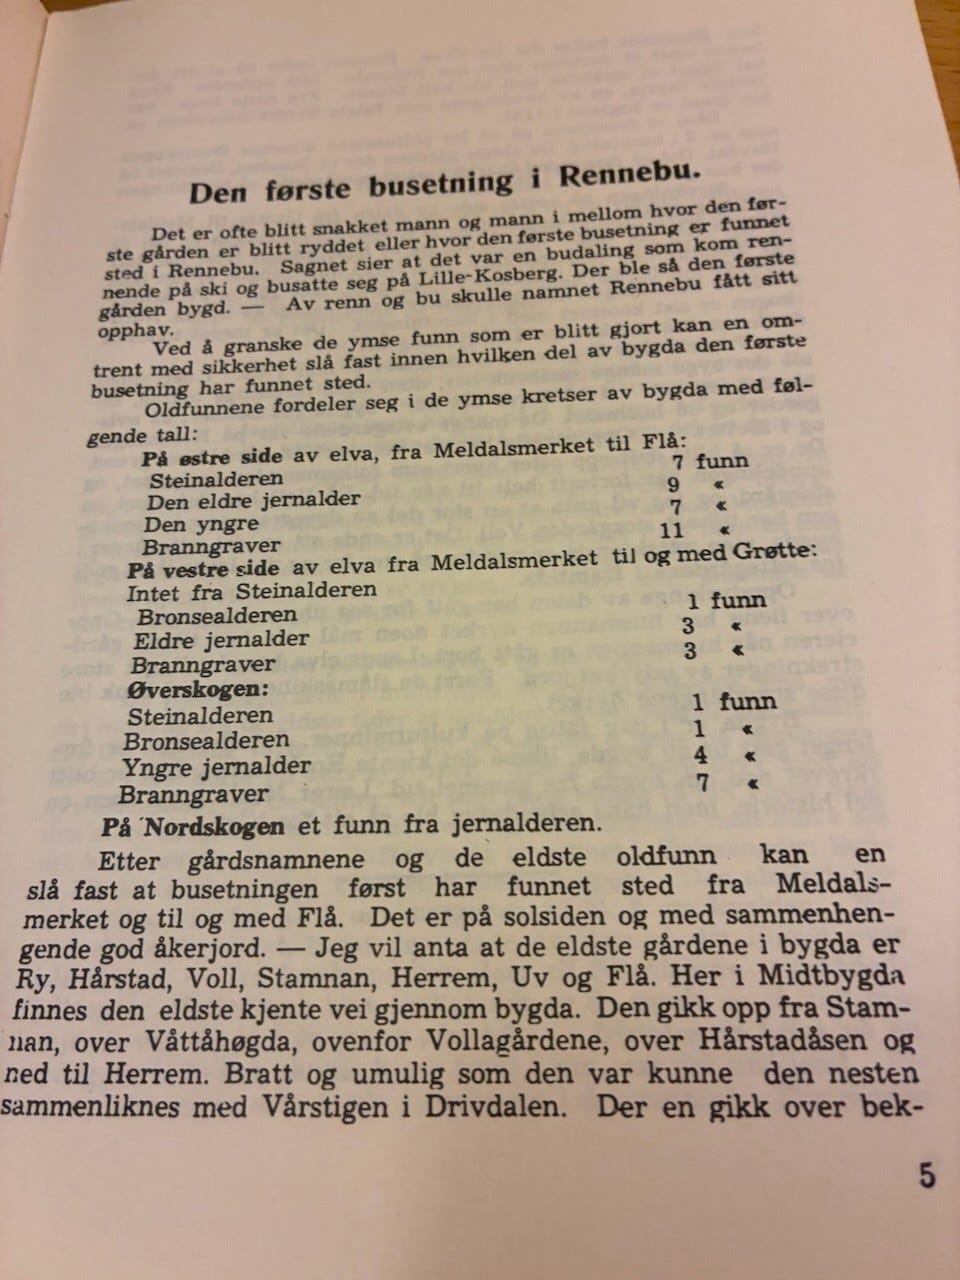 Den første busetning i Rennebu.
Det er ofte blitt snakket mann og mann i mellom hvor den før-
ste gården er blitt ryddet eller hvor den første busetning er funnet
sted i Rennebu. Sagnet sier at det var en budaling som kom ren-
nende på ski og busatte seg på Lille-Kosberg. Der ble så den første
gården bygd. — Av renn og bu skulle namnet Rennebu fått sitt
opphav.
Ved å granske de ymse funn som er blitt gjort kan en om-
trent med sikkerhet slå fast innen hvilken del av bygda den første
busetning har funnet sted.
Oldfunnene fordeler seg i de ymse kretser av bygda med føl-
gende tall:
På østre side av elva, fra Meldalsmerket til Flå:
Steinalderen 7 funn
Den eldre jernalder 9 «
Den yngre 7 «
Branngraver 11 «
På vestre side av elva fra Meldalsmerket til og med Grøtte:
Intet fra Steinalderen
Bronsealderen 1 funn
Eldre jernalder 3 «
Branngraver 3 «
Øverskogen:
Steinalderen 1 funn
Bronsealderen 1 «
Yngre jernalder 4 «
Branngraver 7 «
På Nordskogen et funn fra jernalderen.
Etter gårdsnamnene og de eldste oldfunn kan en
slå fast at busetningen først har funnet sted fra Meldals-
merket og til og med Flå. Det er på solsiden og med sammenhen-
gende god åkerjord. — Jeg vil anta at de eldste gårdene i bygda er
Ry, Hårstad, Voll, Stamnan, Herrem, Uv og Flå. Her i Midtbygda
finnes den eldste kjente vei gjennom bygda. Den gikk opp fra Stam-
nan, over Våttåhøgda, ovenfor Vollagårdene, over Hårstadåsen og
ned til Herrem. Bratt og umulig som den var kunne den nesten
sammenliknes med Vårstigen i Drivdalen. Der en gikk over bek-
5